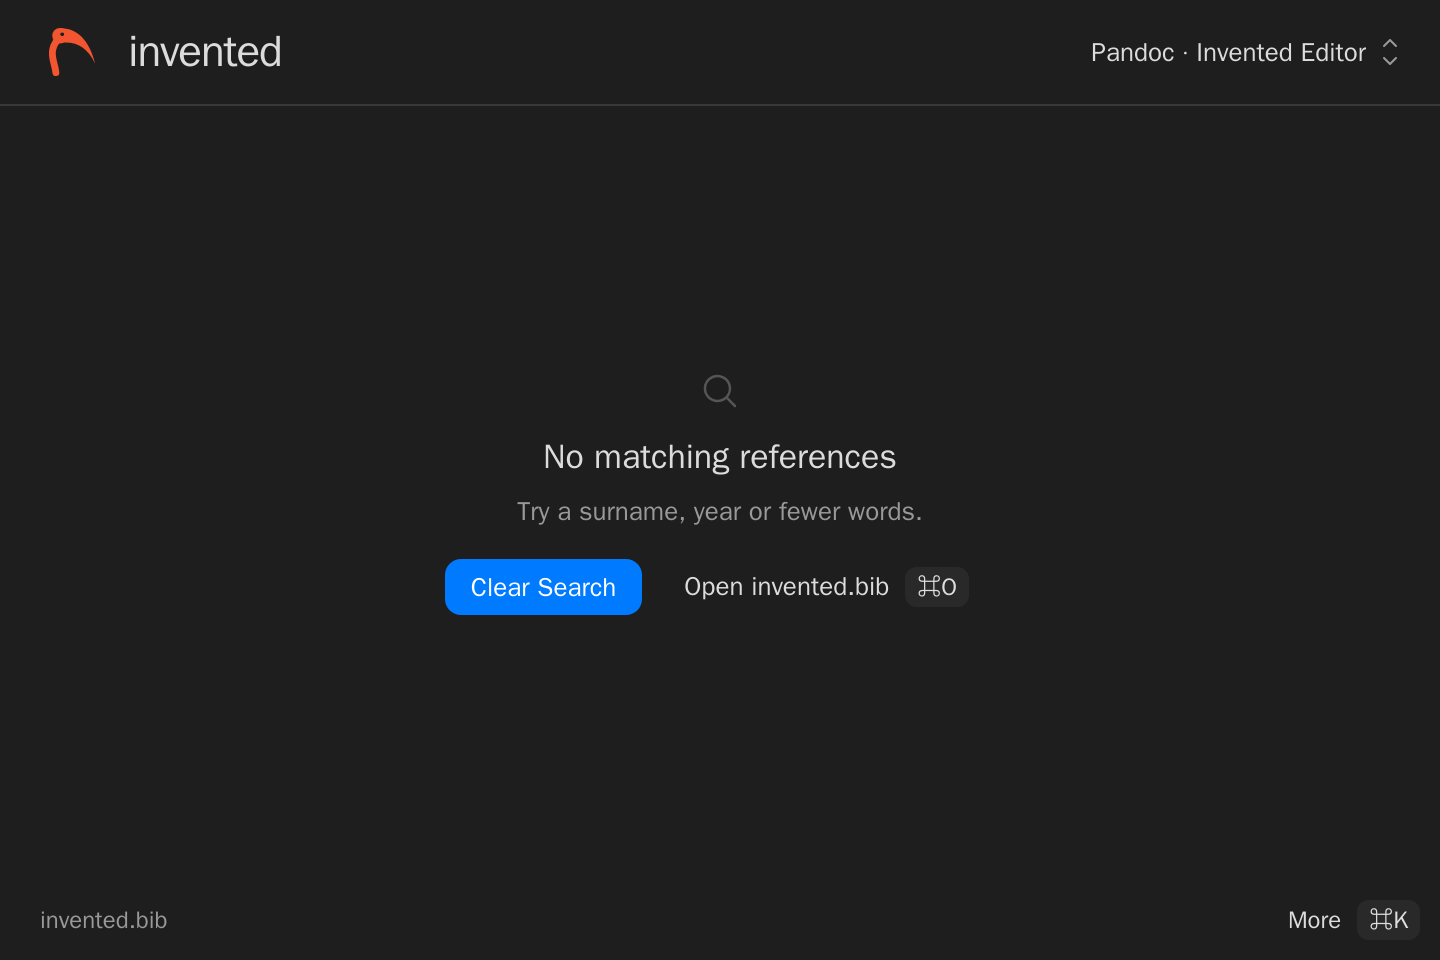 invented
Pandoc · Invented Editor
No matching references
Try a surname, year or fewer words.
Clear Search
Open invented.bib ⌘O
invented.bib
More ⌘K